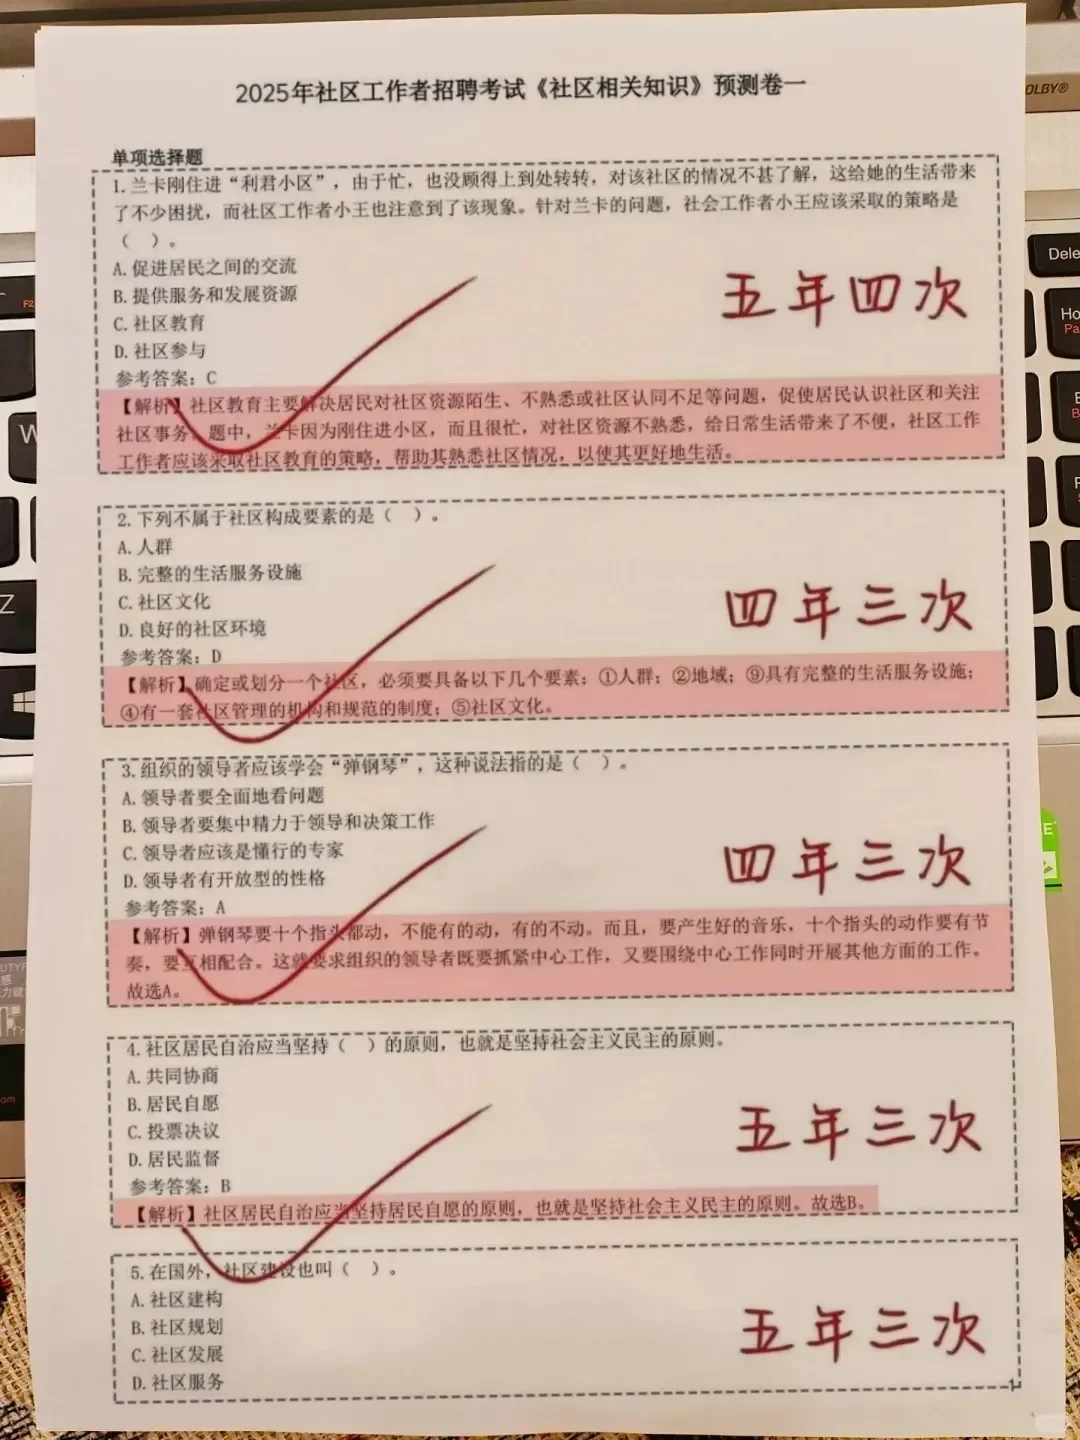 2025年社区工作者招聘考试《社区相关知识》预测卷一
单项选择题
1.兰卡刚住进“利君小区”，由于忙，也没顾得上到处转转，对该社区的情况不甚了解，这给她的生活带来
了不少困扰，而社区工作者小王也注意到了该现象。针对兰卡的问题，社会工作者小王应该采取的策略是
（ ）。
A.促进居民之间的交流
B.提供服务和发展资源
C.社区教育
D.社区参与
参考答案：C
五年四次
【解析】社区教育主要解决居民对社区资源陌生、不熟悉或社区认同不足等问题，促使居民认识社区和关注
社区事务 题中，兰卡因为刚住进小区，而且很忙，对社区资源不熟悉，给日常生活带来了不便，社区工作
工作者应该采取社区教育的策略，帮助其熟悉社区情况，以使其更好地生活。
2.下列不属于社区构成要素的是（ ）。
A.人群
B.完整的生活服务设施
C.社区文化
D.良好的社区环境
参考答案：D
四年三次
【解析】确定或划分一个社区，必须要具备以下几个要素：①人群；②地域；⑨具有完整的生活服务设施；
④有一套社区管理的机构和规范的制度；⑤社区文化。
3.组织的领导者应该学会“弹钢琴”，这种说法指的是（ ）。
A.领导者要全面地看问题
B.领导者要集中精力于领导和决策工作
C.领导者应该是懂行的专家
D.领导者有开放型的性格
参考答案：A
四年三次
【解析】弹钢琴要十个指头都动，不能有的动，有的不动。而且，要产生好的音乐，十个指头的动作要有节
奏，要互相配合。这就要求组织的领导者既要抓紧中心工作，又要围绕中心工作同时开展其他方面的工作。
故选A。
4.社区居民自治应当坚持（ ）的原则，也就是坚持社会主义民主的原则。
A.共同协商
B.居民自愿
C.投票决议
D.居民监督
参考答案：B
五年三次
【解析】社区居民自治应当坚持居民自愿的原则，也就是坚持社会主义民主的原则。故选B。
5.在国外，社区建设也叫（ ）。
A.社区建构
B.社区规划
C.社区发展
D.社区服务
五年三次
1
OLBY®
Dele
Ho
Pa
F2
W
Z